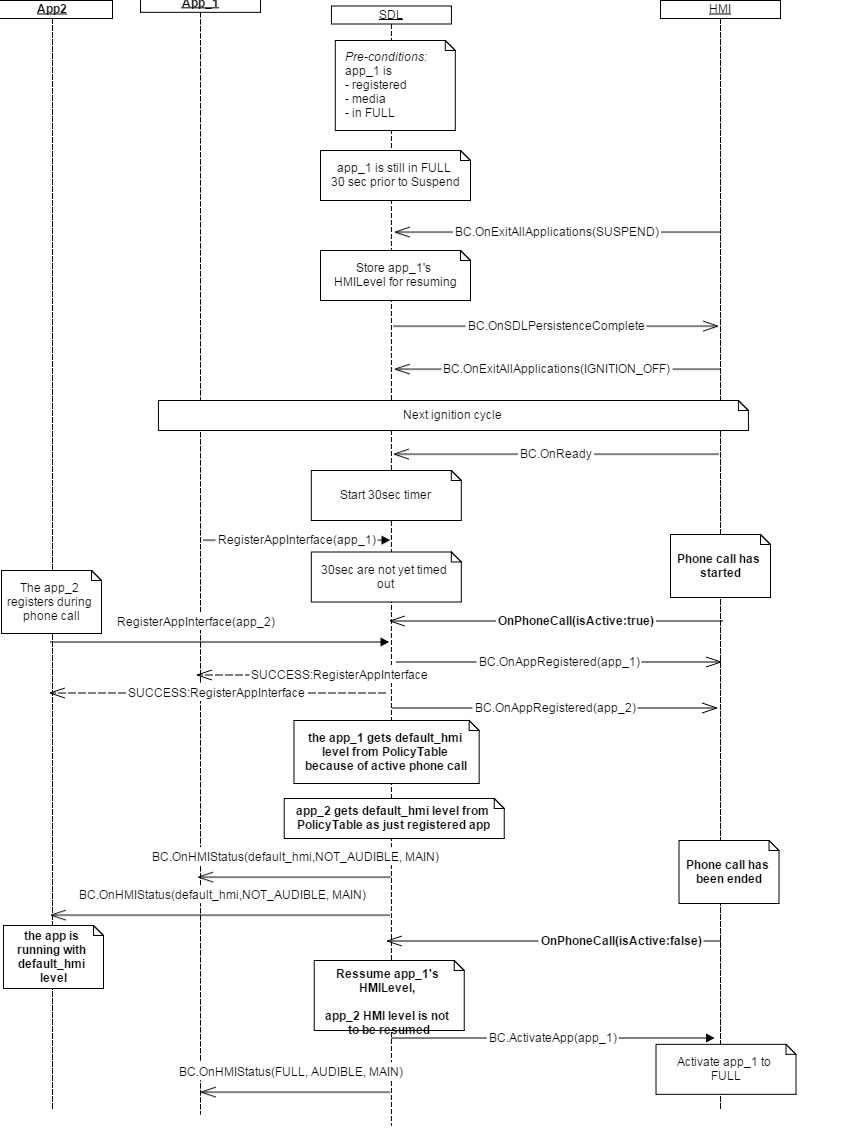 App2
App_1
SDL
HMI
Pre-conditions:
app_1 is
- registered
- media
- in FULL
app_1 is still in FULL
30 sec prior to Suspend
BC.OnExitAllApplications(SUSPEND)
Store app_1's
HMILevel for resuming
BC.OnSDLPersistenceComplete
BC.OnExitAllApplications(IGNITION_OFF)
Next ignition cycle
BC.OnReady
Start 30sec timer
RegisterAppInterface(app_1)
Phone call has
started
30sec are not yet timed
out
The app_2
registers during
phone call
RegisterAppInterface(app_2)
OnPhoneCall(isActive:true)
BC.OnAppRegistered(app_1)
SUCCESS:RegisterAppInterface
SUCCESS:RegisterAppInterface
BC.OnAppRegistered(app_2)
the app_1 gets default_hmi
level from PolicyTable
because of active phone call
app_2 gets default_hmi level from
PolicyTable as just registered app
BC.OnHMIStatus(default_hmi,NOT_AUDIBLE, MAIN)
Phone call has
been ended
BC.OnHMIStatus(default_hmi,NOT_AUDIBLE, MAIN)
the app is
running with
default_hmi
level
OnPhoneCall(isActive:false)
Ressume app_1's
HMILevel,
app_2 HMI level is not
to be resumed
BC.ActivateApp(app_1)
Activate app_1 to
FULL
BC.OnHMIStatus(FULL, AUDIBLE, MAIN)